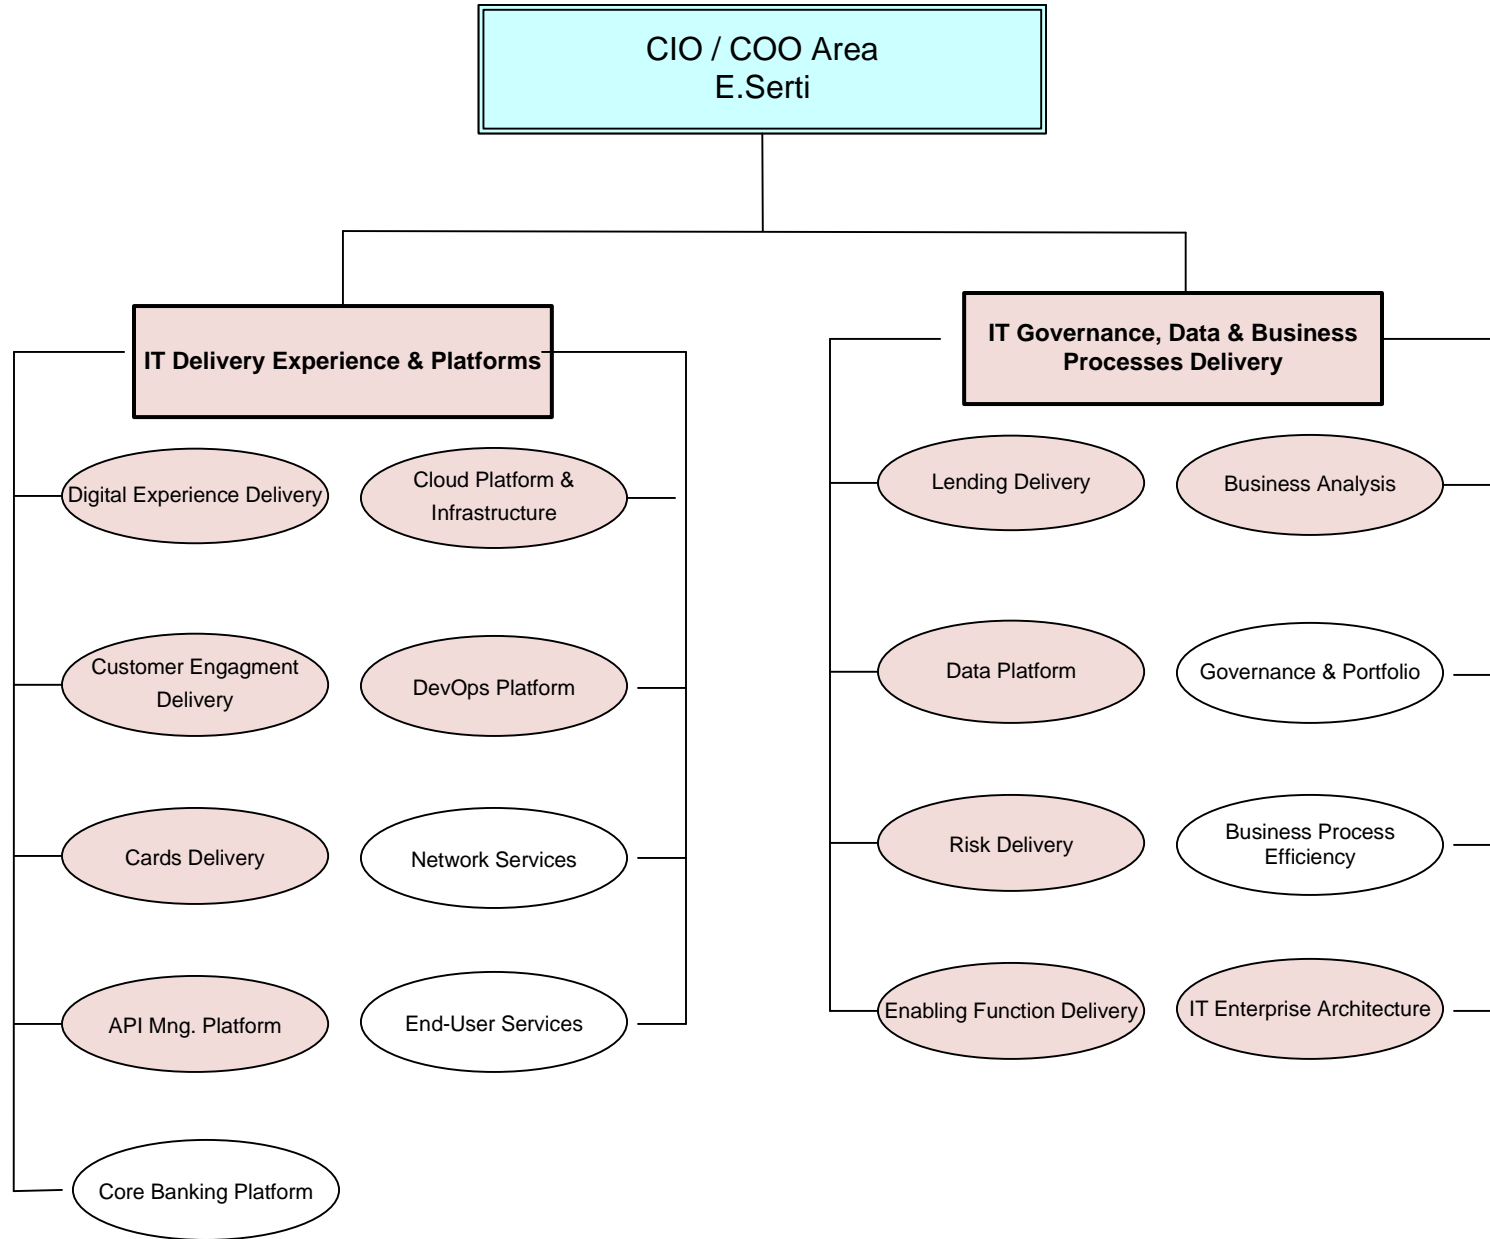 CIO / COO Area
E.Serti
IT Delivery Experience & Platforms
Digital Experience Delivery
Cloud Platform &
Infrastructure
Customer Engagment
Delivery
DevOps Platform
Cards Delivery
Network Services
API Mng. Platform
End-User Services
Core Banking Platform
IT Governance, Data & Business
Processes Delivery
Lending Delivery
Business Analysis
Data Platform
Governance & Portfolio
Risk Delivery
Business Process
Efficiency
Enabling Function Delivery
IT Enterprise Architecture